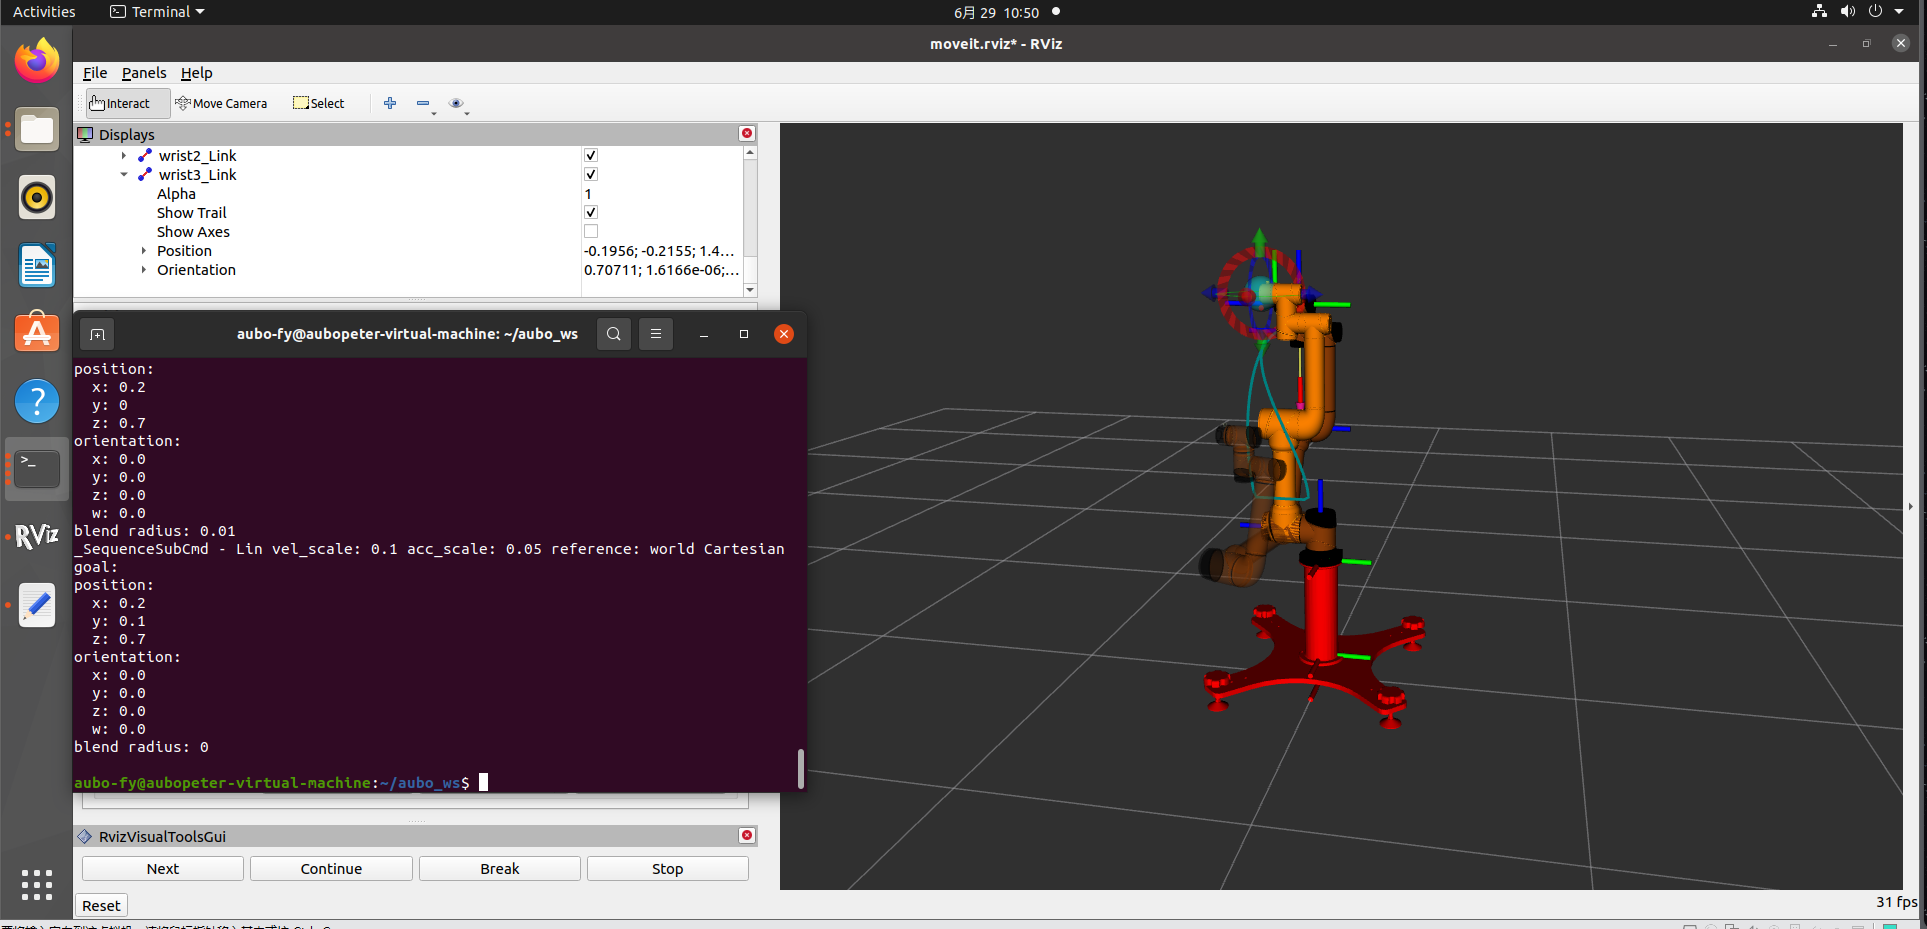 Activities
Terminal
6月 29 10:50
moveit.rviz* - RViz
File Panels Help
Interact Move Camera Select
Displays
wrist2_Link
wrist3_Link
Alpha 1
Show Trail
Show Axes
Position -0.1956; -0.2155; 1.4…
Orientation 0.70711; 1.6166e-06;…
aubo-fy@aubopeter-virtual-machine: ~/aubo_ws
position:
x: 0.2
y: 0
z: 0.7
orientation:
x: 0.0
y: 0.0
z: 0.0
w: 0.0
blend radius: 0.01
_SequenceSubCmd - Lin vel_scale: 0.1 acc_scale: 0.05 reference: world Cartesian
goal:
position:
x: 0.2
y: 0.1
z: 0.7
orientation:
x: 0.0
y: 0.0
z: 0.0
w: 0.0
blend radius: 0
aubo-fy@aubopeter-virtual-machine:~/aubo_ws$
RViz
RvizVisualToolsGui
Next Continue Break Stop
Reset
31 fps